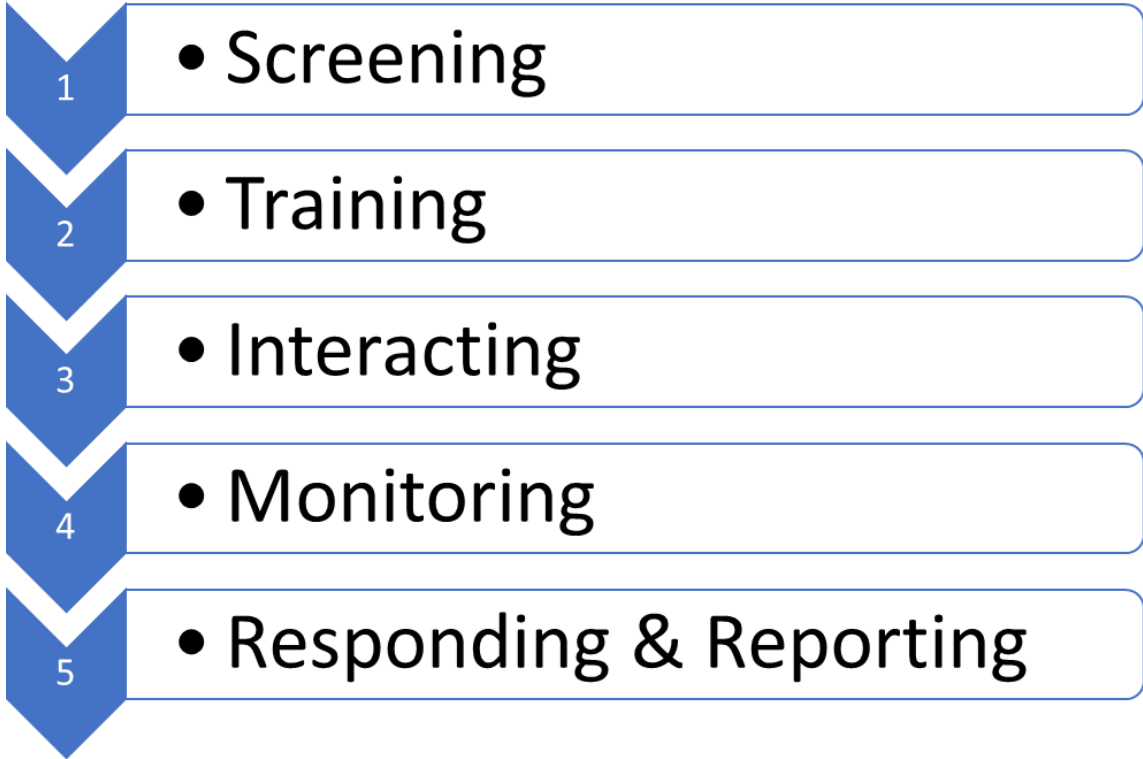 1
• Screening
2
• Training
3
• Interacting
4
• Monitoring
5
• Responding & Reporting